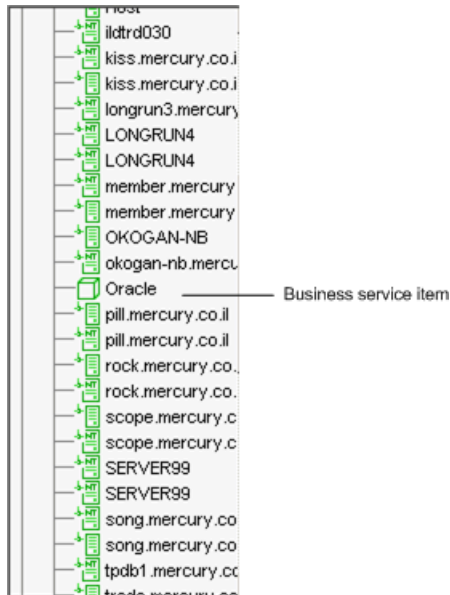 Host
ildtrd030
kiss.mercury.co.i
kiss.mercury.co.i
longrun3.mercury
LONGRUN4
LONGRUN4
member.mercury
member.mercury
OKOGAN-NB
okogan-nb.mercu
Oracle
Business service item
pill.mercury.co.il
pill.mercury.co.il
rock.mercury.co.
rock.mercury.co.
scope.mercury.c
scope.mercury.c
SERVER99
SERVER99
song.mercury.co
song.mercury.co
tpdb1.mercury.co